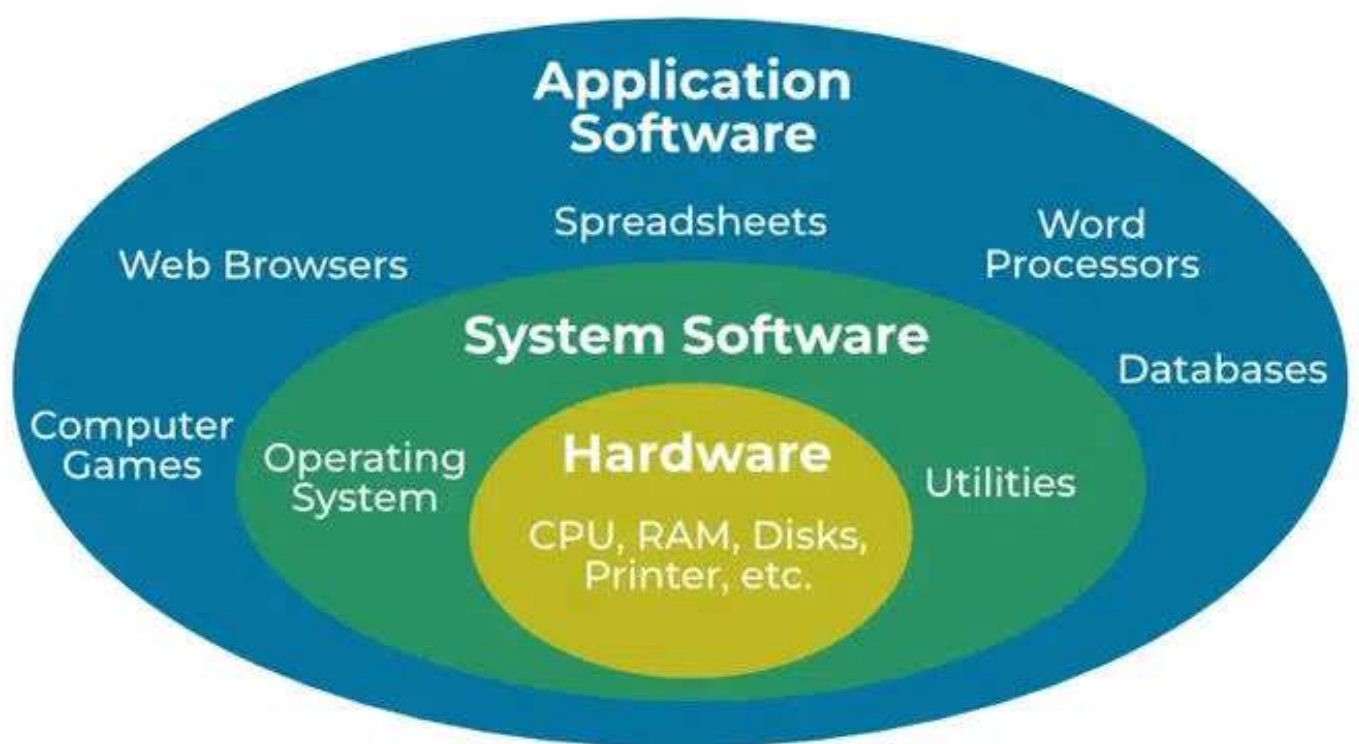 Application
Software
Spreadsheets
Word
Processors
Web Browsers
System Software
Databases
Computer
Games
Operating
System
Hardware
Utilities
CPU, RAM, Disks,
Printer, etc.